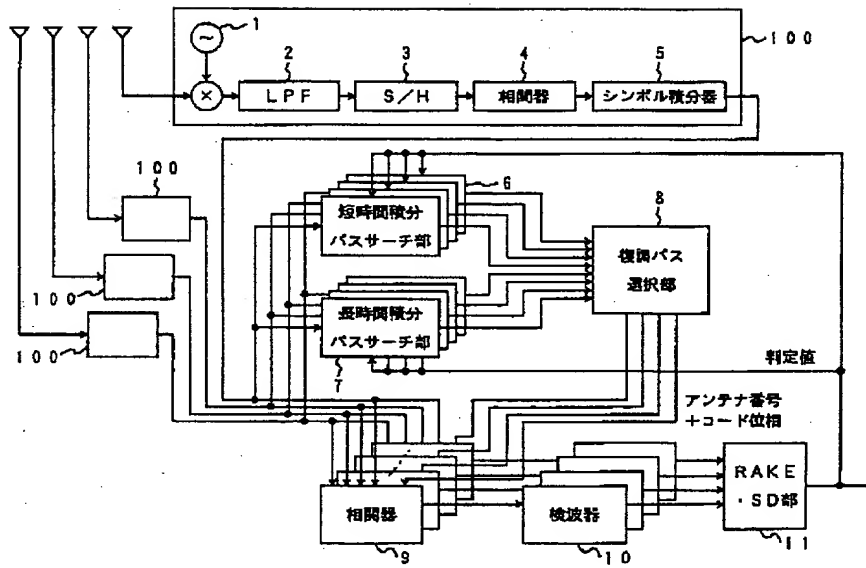 1
100
2
3
4
5
LPF
S/H
相関器
シンボル積分器
100
6
短時間積分
パスサーチ部
8
復調パス
選択部
100
長時間積分
パスサーチ部
100
7
判定値
アンテナ番号
+コード位相
相関器
検波器
RAKE
・SD部
9
10
11